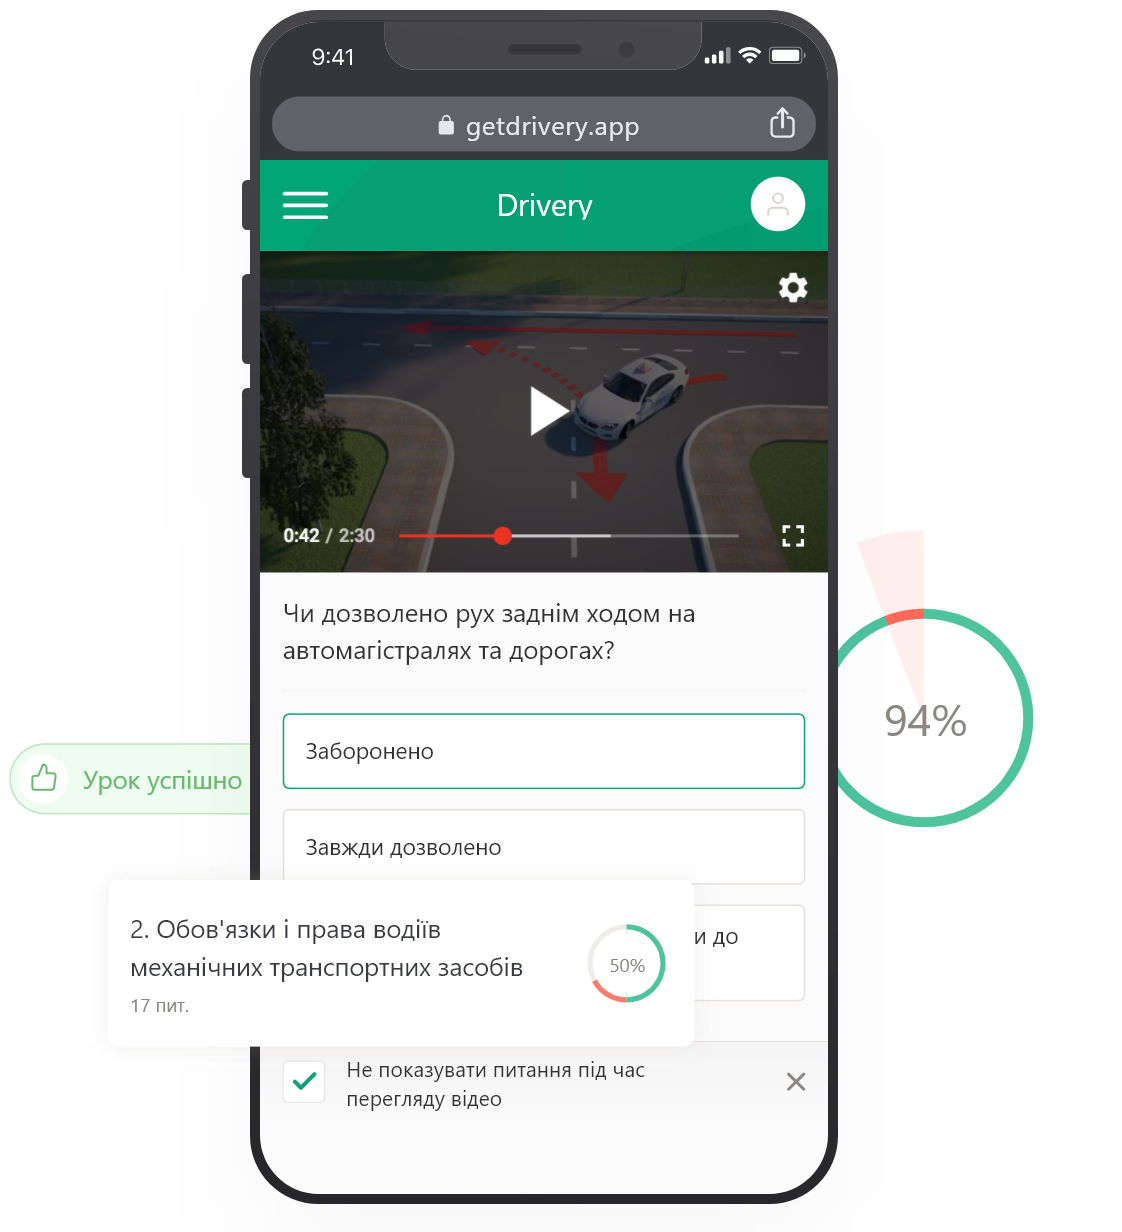 9:41
getdrivery.app
Drivery
0:42 / 2:30
Чи дозволено рух заднім ходом на
автомагістралях та дорогах?
94%
Заборонено
Урок успішно
Завжди дозволено
и до
2. Обов'язки і права водіїв
механічних транспортних засобів
50%
17 пит.
Не показувати питання під час
перегляду відео